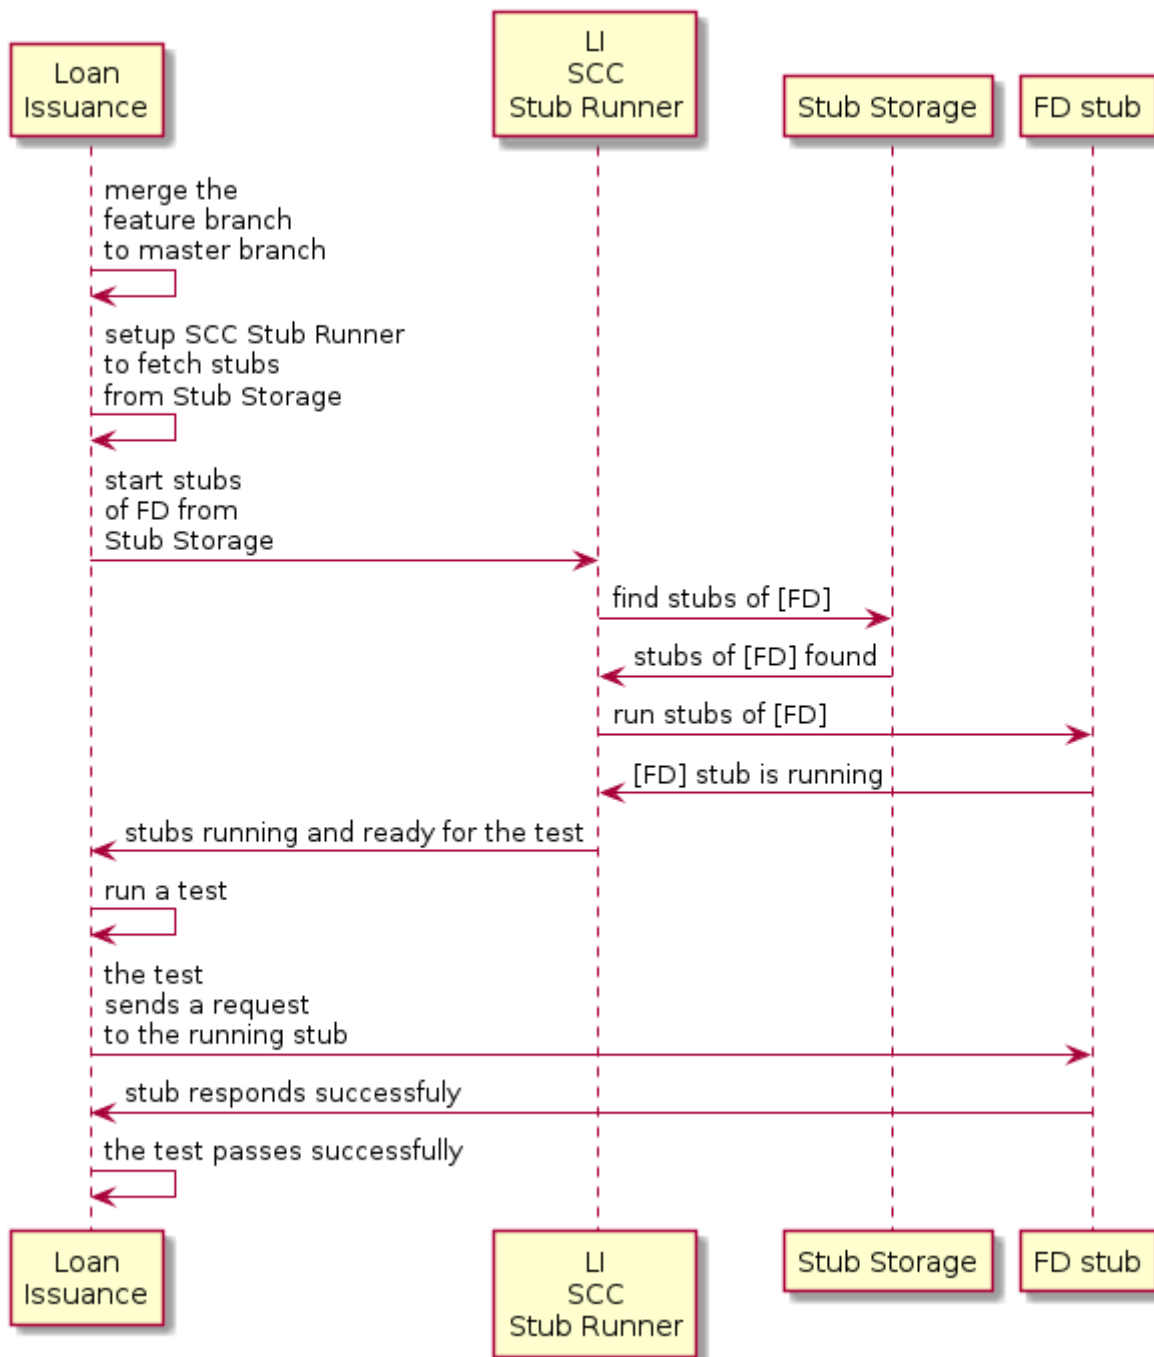 Loan
Issuance
LI
SCC
Stub Runner
Stub Storage
FD stub
merge the
feature branch
to master branch
setup SCC Stub Runner
to fetch stubs
from Stub Storage
start stubs
of FD from
Stub Storage
find stubs of [FD]
stubs of [FD] found
run stubs of [FD]
[FD] stub is running
stubs running and ready for the test
run a test
the test
sends a request
to the running stub
stub responds successfuly
the test passes successfully
Loan
Issuance
LI
SCC
Stub Runner
Stub Storage
FD stub